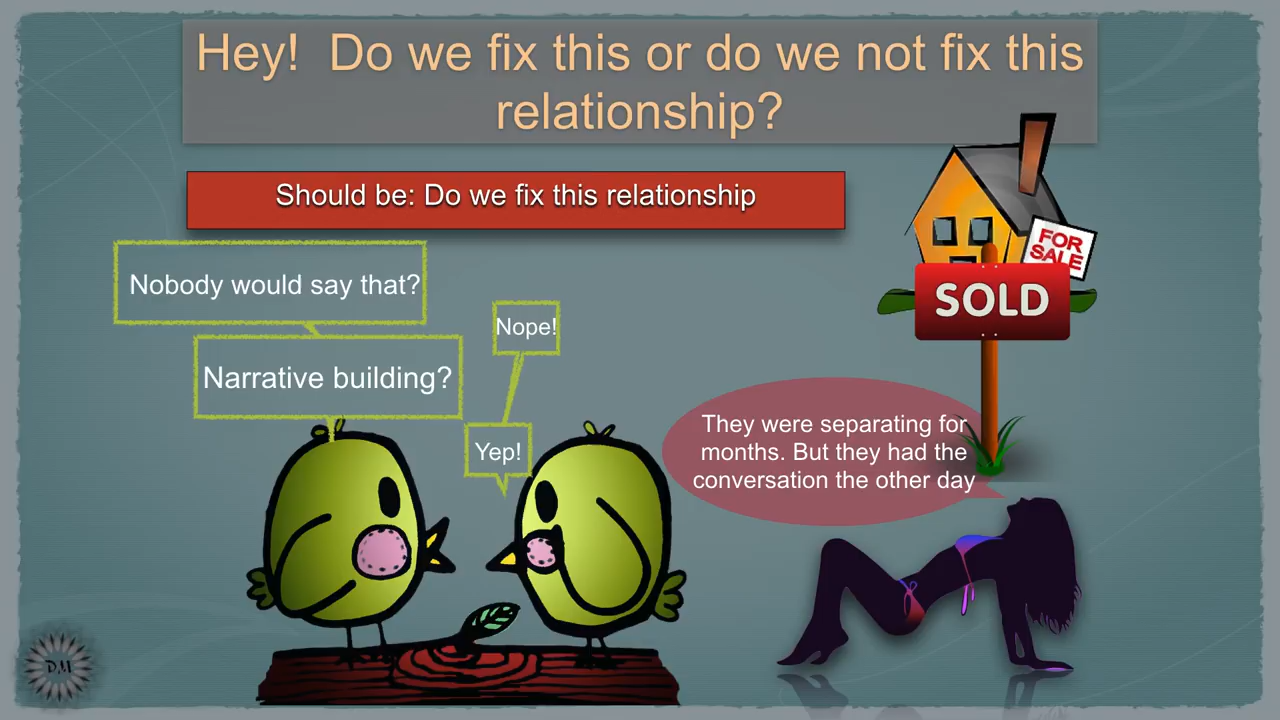 Hey!  Do we fix this or do we not fix this
relationship?
Should be: Do we fix this relationship
Nobody would say that?
Narrative building?
Nope!
Yep!
FOR
SALE
SOLD
They were separating for
months. But they had the
conversation the other day
D.M